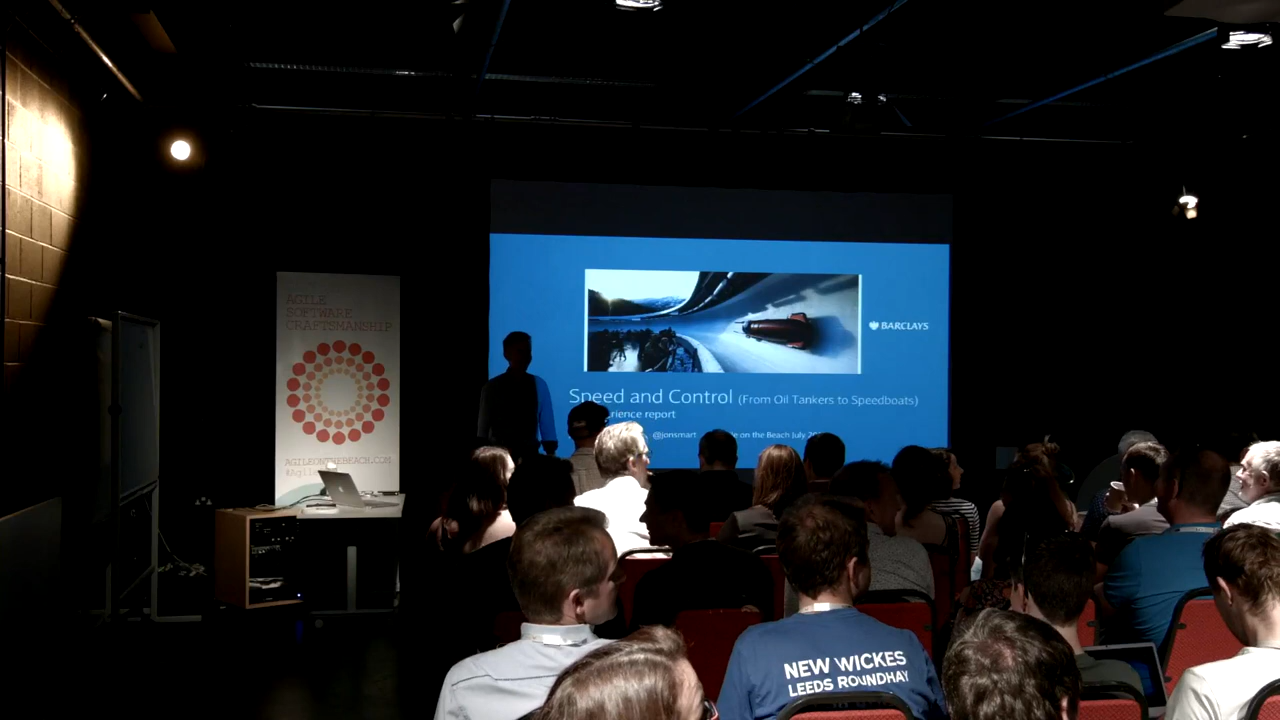 AGILE
SOFTWARE
CRAFTSMANSHIP
AGILEONTHEBEACH.COM
BARCLAYS
Speed and Control (From Oil Tankers to Speedboats)
rience report
@jonsmart
on the Beach July
NEW WICKES
LEEDS ROUNDHAY